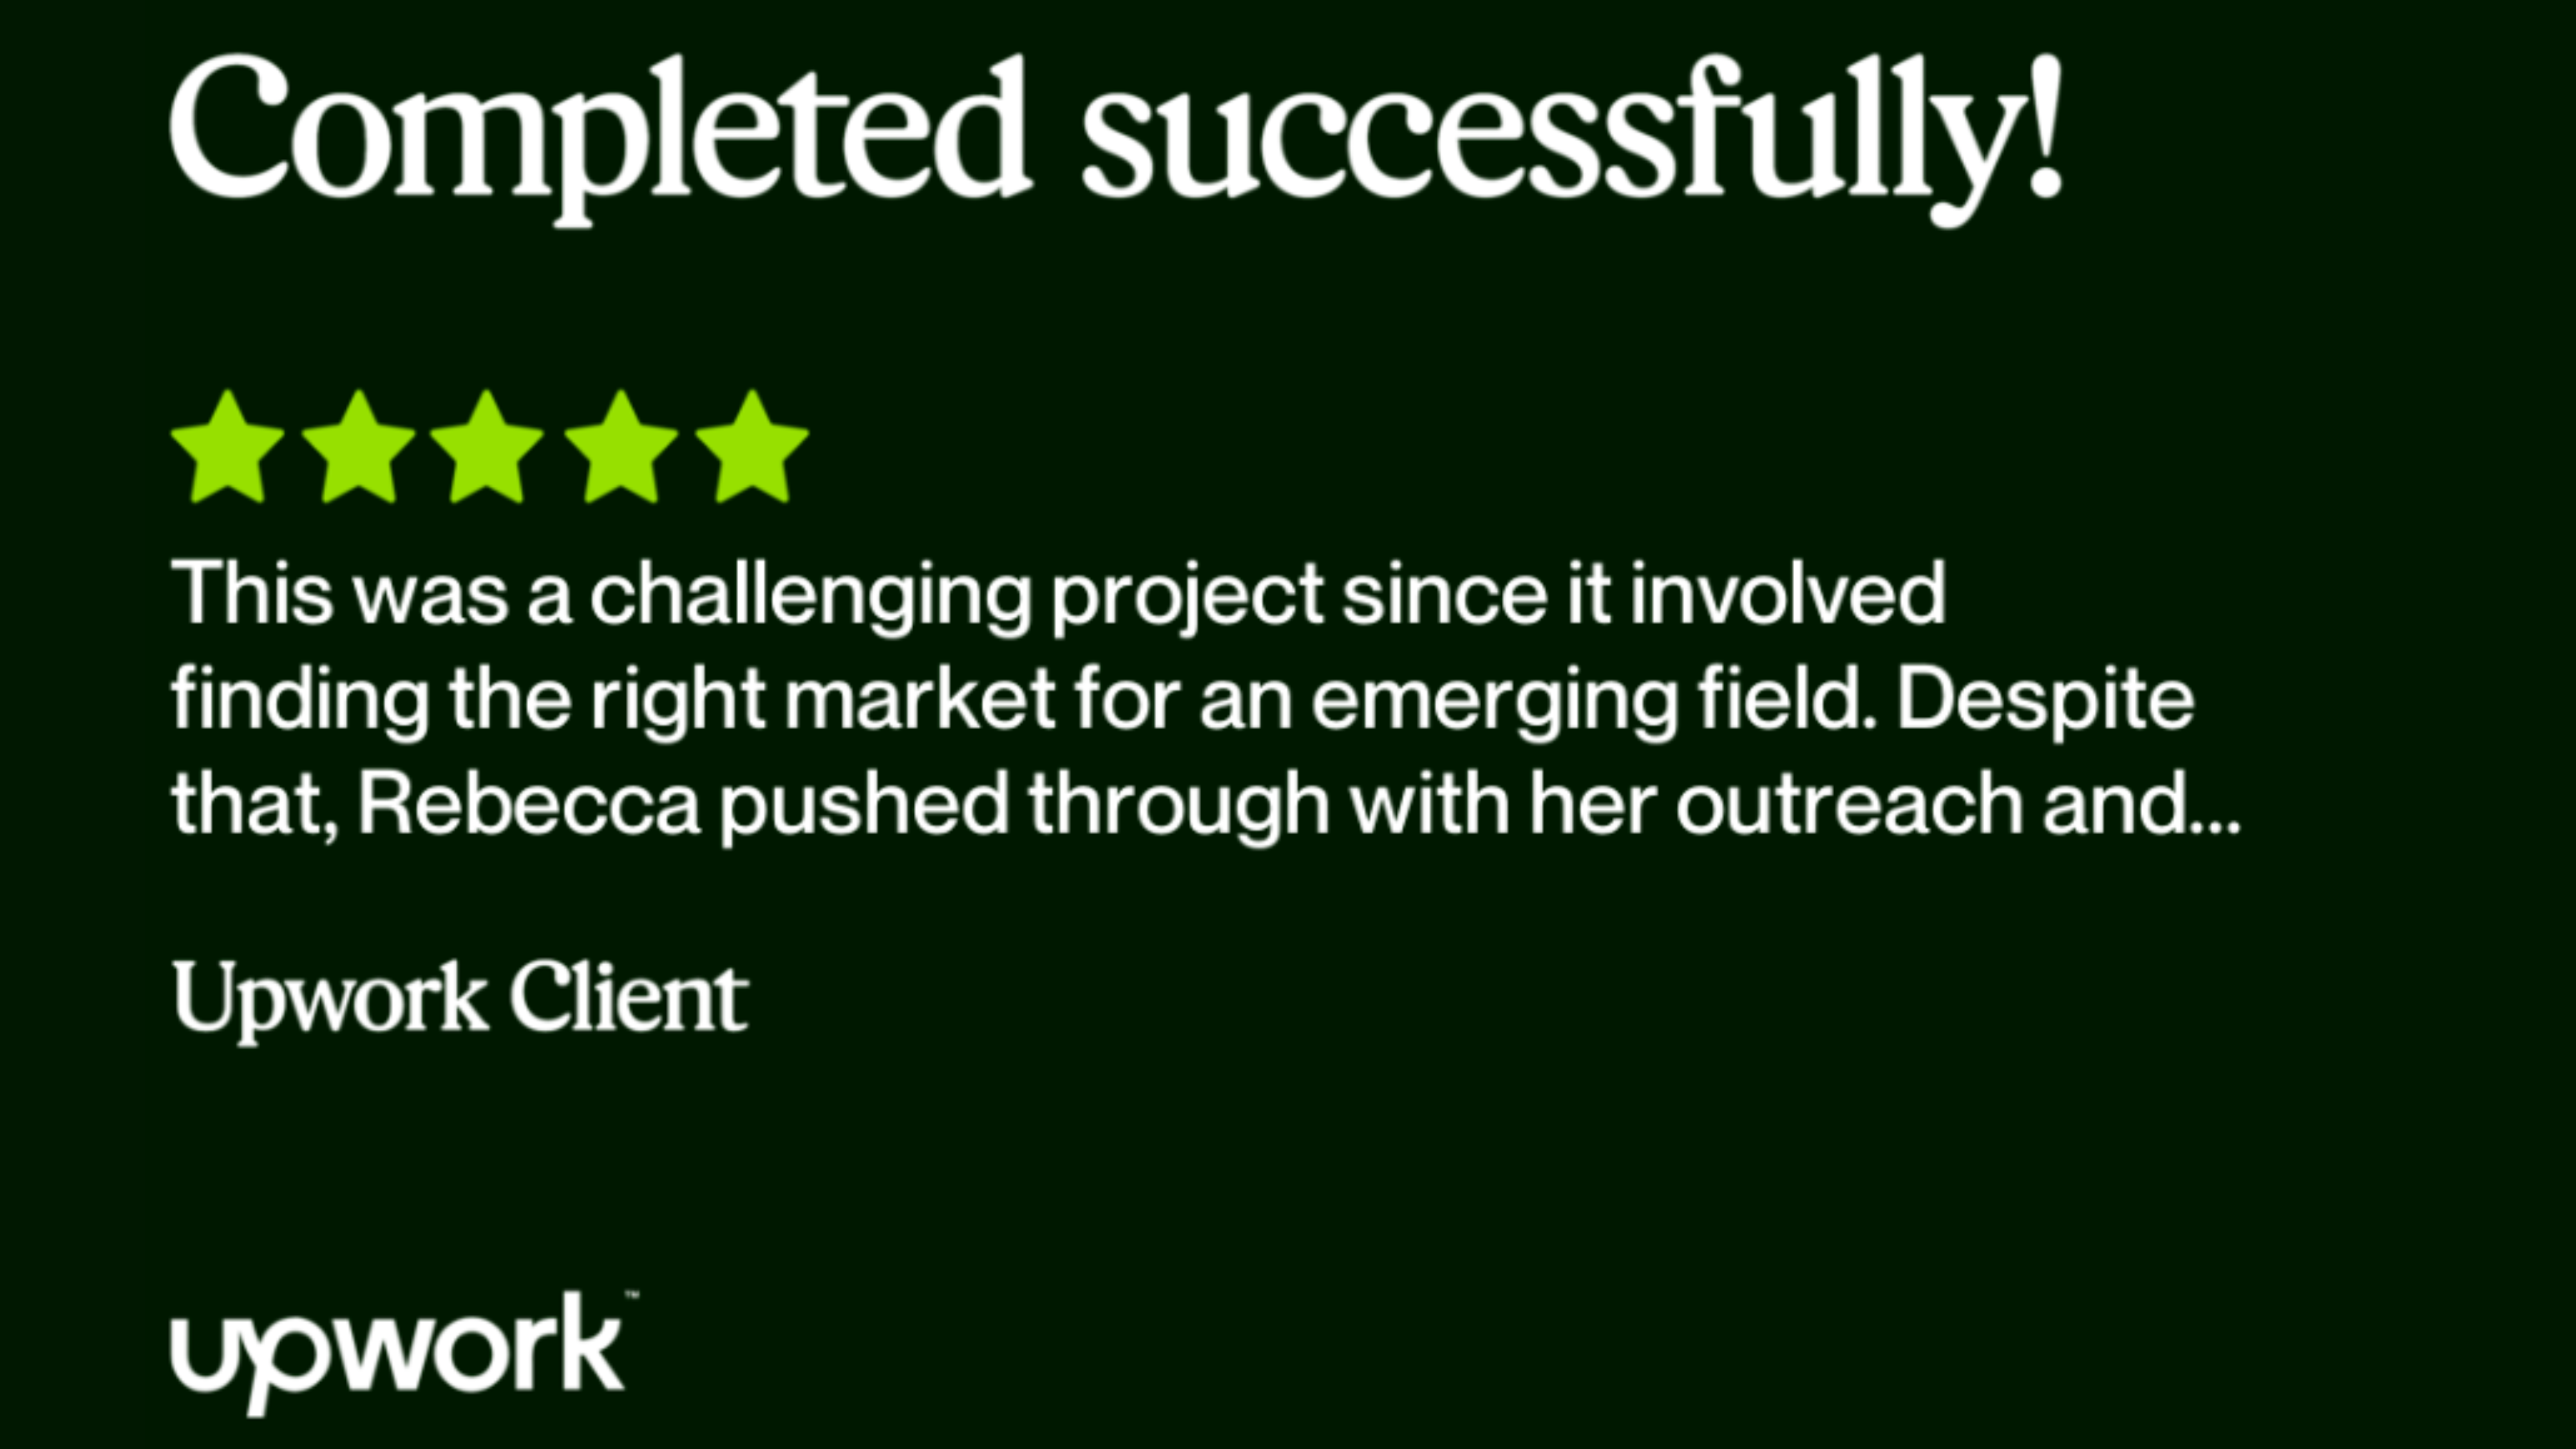 Completed successfully!
This was a challenging project since it involved
finding the right market for an emerging field. Despite
that, Rebecca pushed through with her outreach and...
Upwork Client
upwork™